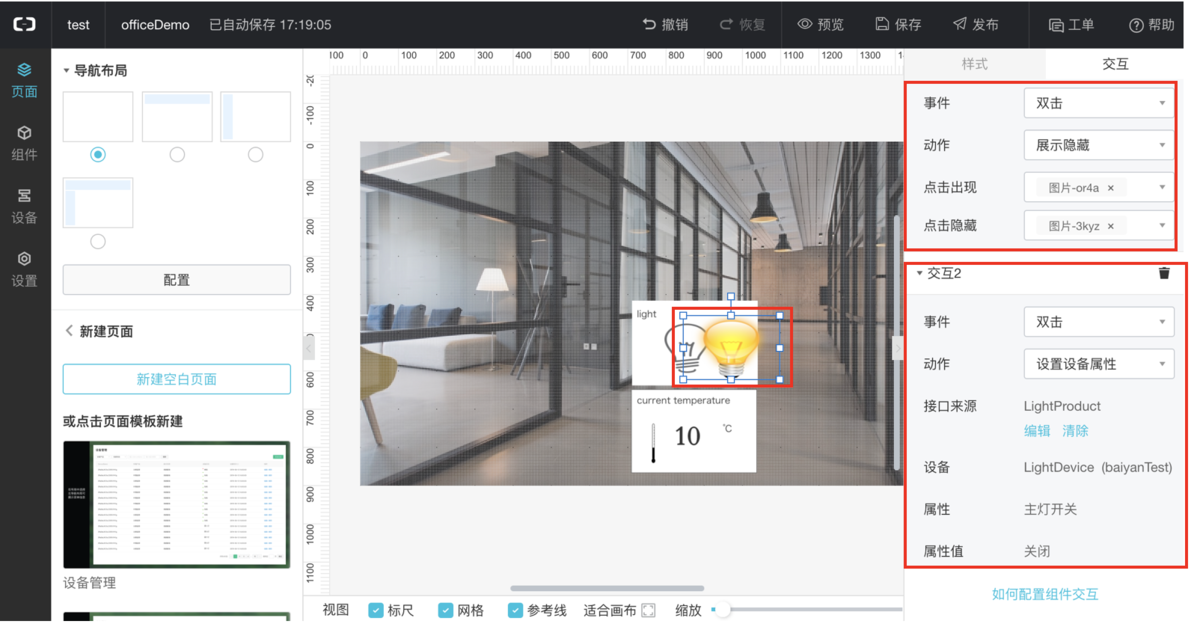 test officeDemo 已自动保存 17:19:05 撤销 恢复 预览 保存 发布 工单 帮助
页面
组件
设备
设置
导航布局
配置
新建页面
新建空白页面
或点击页面模板新建
设备管理
100 0 100 200 300 400 500 600 700 800 900 1000 1100 1200 1300
-100
0
100
200
300
400
600
700
800
900
1000
1100
light
current temperature
10 ℃
视图 标尺 网格 参考线 适合画布 缩放
样式 交互
事件 双击
动作 展示隐藏
点击出现 图片-or4a ×
点击隐藏 图片-3kyz ×
交互2
事件 双击
动作 设置设备属性
接口来源 LightProduct
编辑 清除
设备 LightDevice (baiyanTest)
属性 主灯开关
属性值 关闭
如何配置组件交互